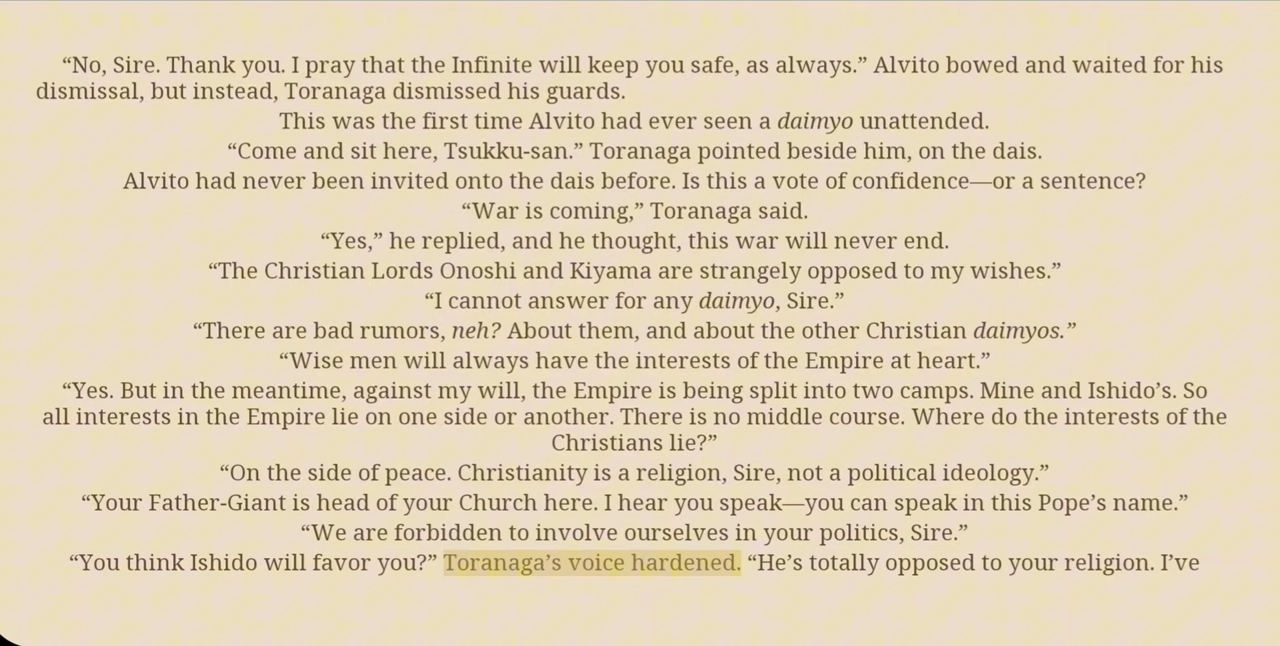 “No, Sire. Thank you. I pray that the Infinite will keep you safe, as always.” Alvito bowed and waited for his
dismissal, but instead, Toranaga dismissed his guards.
This was the first time Alvito had ever seen a daimyo unattended.
“Come and sit here, Tsukku-san.” Toranaga pointed beside him, on the dais.
Alvito had never been invited onto the dais before. Is this a vote of confidence—or a sentence?
“War is coming,” Toranaga said.
“Yes,” he replied, and he thought, this war will never end.
“The Christian Lords Onoshi and Kiyama are strangely opposed to my wishes.”
“I cannot answer for any daimyo, Sire.”
“There are bad rumors, neh? About them, and about the other Christian daimyos.”
“Wise men will always have the interests of the Empire at heart.”
“Yes. But in the meantime, against my will, the Empire is being split into two camps. Mine and Ishido’s. So
all interests in the Empire lie on one side or another. There is no middle course. Where do the interests of the
Christians lie?”
“On the side of peace. Christianity is a religion, Sire, not a political ideology.”
“Your Father-Giant is head of your Church here. I hear you speak—you can speak in this Pope’s name.”
“We are forbidden to involve ourselves in your politics, Sire.”
“You think Ishido will favor you?” Toranaga’s voice hardened. “He’s totally opposed to your religion. I’ve